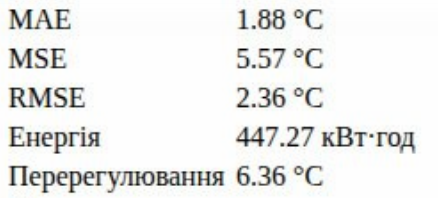 MAE 1.88 °C
MSE 5.57 °C
RMSE 2.36 °C
Енергія 447.27 кВт·год
Перерегулювання 6.36 °C